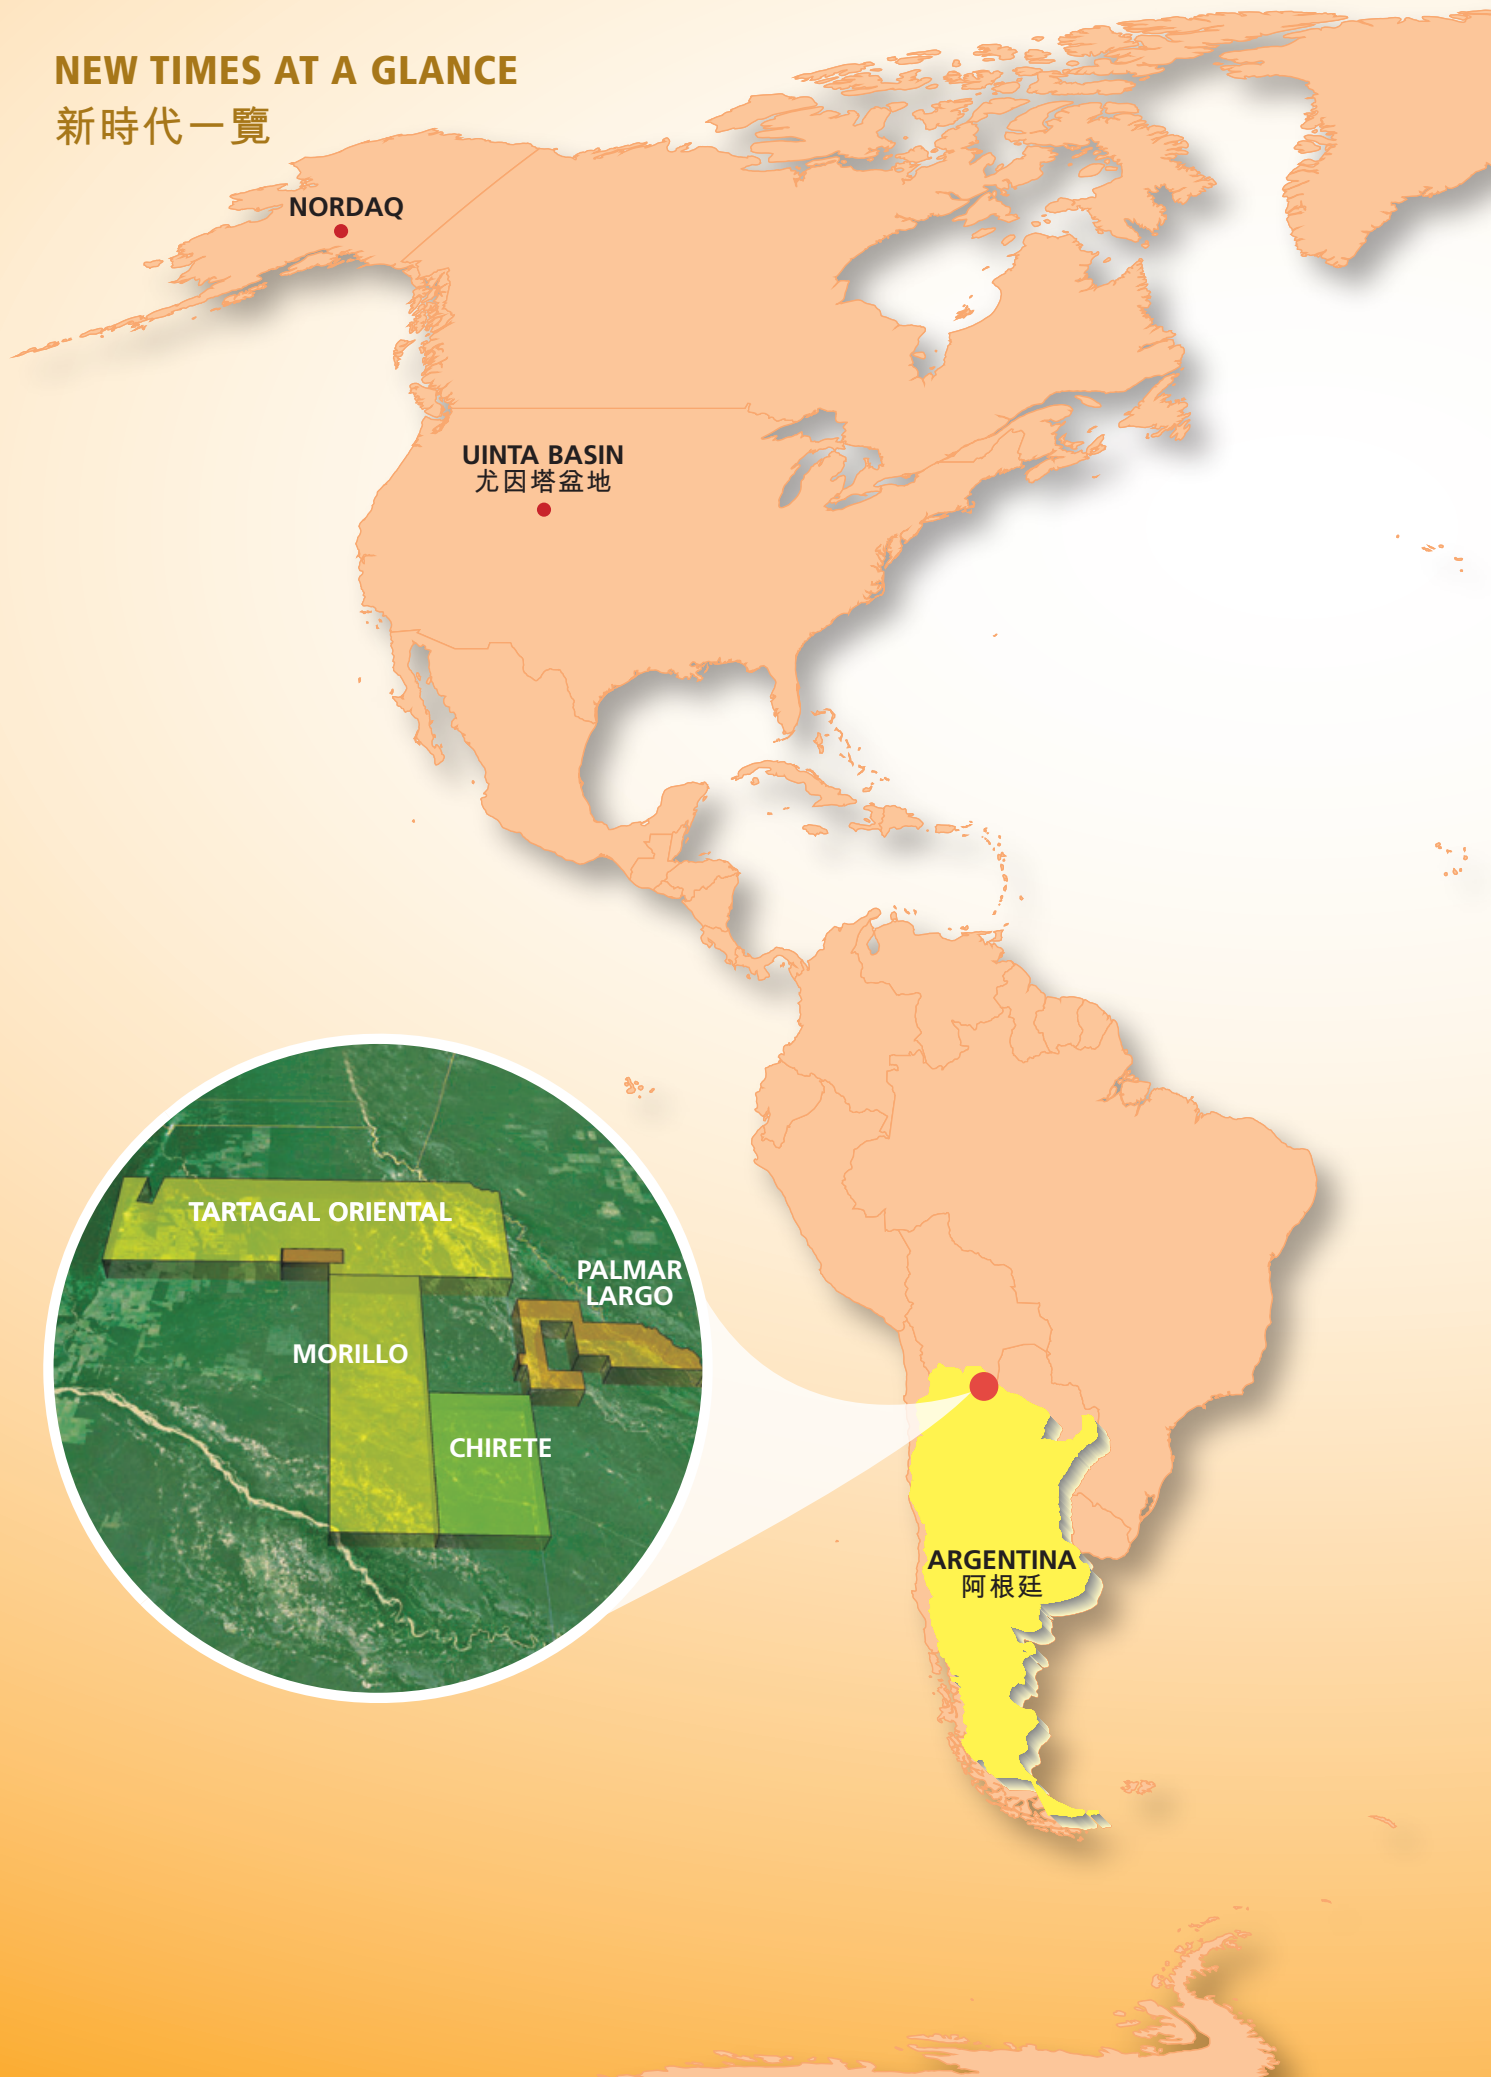 NEW TIMES AT A GLANCE
新時代一覽
NORDAQ
UINTA BASIN
尤因塔盆地
TARTAGAL ORIENTAL
PALMAR
LARGO
MORILLO
CHIRETE
ARGENTINA
阿根廷